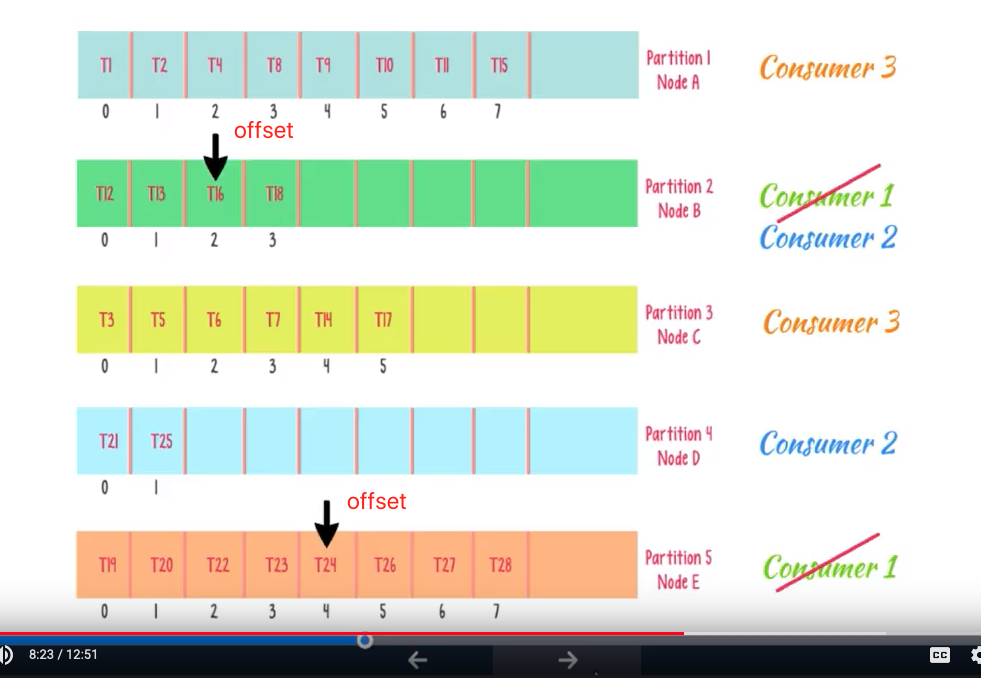 T1 T2 T4 T8 T9 T10 T11 T15
Partition 1
Node A
Consumer 3
0 1 2 3 4 5 6 7
offset
T12 T13 T16 T18
Partition 2
Node B
Consumer 1
Consumer 2
0 1 2 3
T3 T5 T6 T7 T14 T17
Partition 3
Node C
Consumer 3
0 1 2 3 4 5
T21 T25
Partition 4
Node D
Consumer 2
0 1
offset
T19 T20 T22 T23 T24 T26 T27 T28
Partition 5
Node E
Consumer 1
0 1 2 3 4 5 6 7
8:23 / 12:51
CC